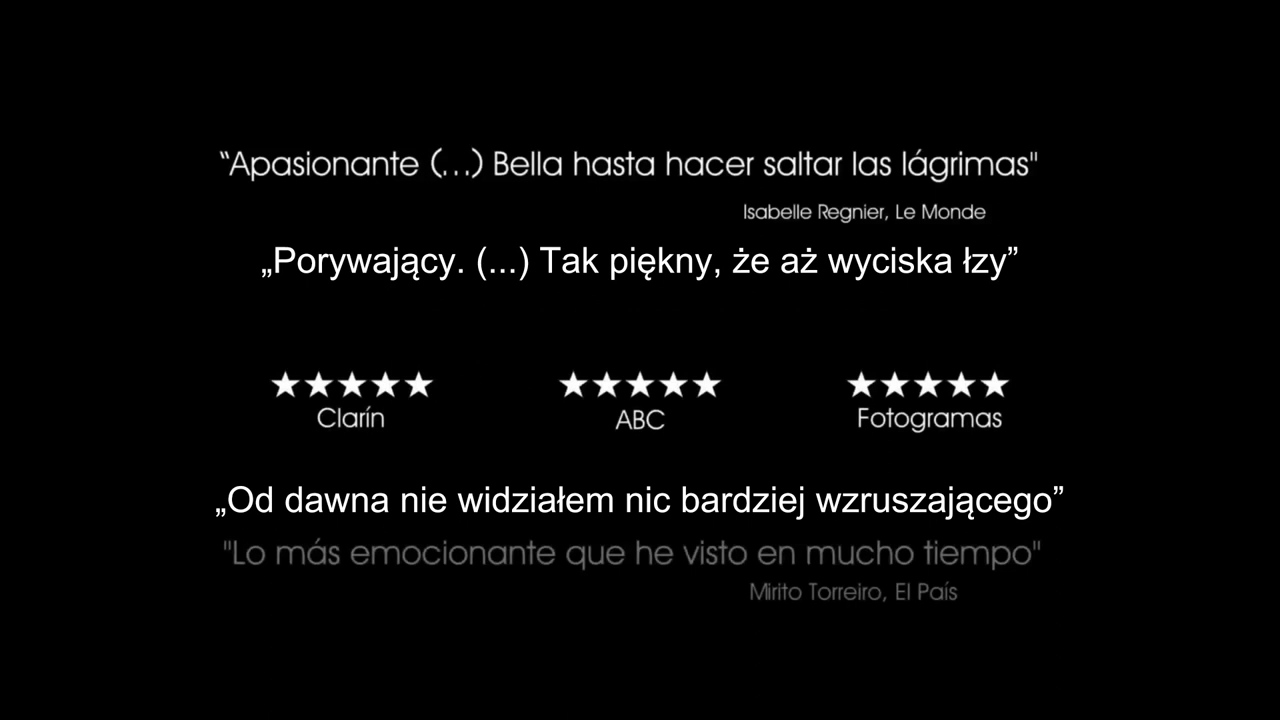 “Apasionante (...) Bella hasta hacer saltar las lágrimas"
Isabelle Regnier, Le Monde
„Porywający. (...) Tak piękny, że aż wyciska łzy”
★★★★★ ★★★★★ ★★★★★
Clarín ABC Fotogramas
„Od dawna nie widziałem nic bardziej wzruszającego”
"Lo más emocionante que he visto en mucho tiempo"
Mirito Torreiro, El País